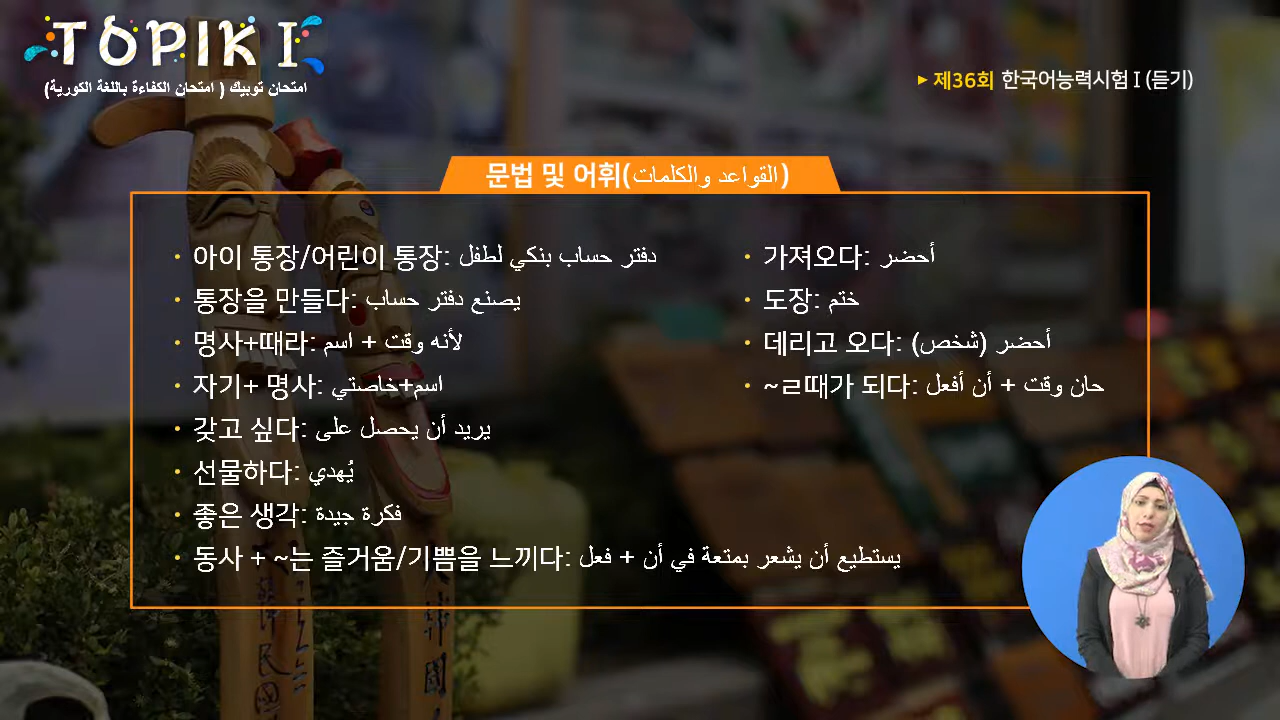 TOPIK I
امتحان توبيك ( امتحان الكفاءة باللغة الكورية)
▸ 제36회 한국어능력시험 I (듣기)
문법 및 어휘(القواعد والكلمات)
• 아이 통장/어린이 통장: دفتر حساب بنكي لطفل
• 통장을 만들다: يصنع دفتر حساب
• 명사+때라: لأنه وقت + اسم
• 자기+ 명사: اسم+خاصتي
• 갖고 싶다: يريد أن يحصل على
• 선물하다: يُهدي
• 좋은 생각: فكرة جيدة
• 동사 + ~는 즐거움/기쁨을 느끼다: يستطيع أن يشعر بمتعة في أن + فعل
• 가져오다: أحضر
• 도장: ختم
• 데리고 오다: أحضر (شخص)
• ~ㄹ때가 되다: حان وقت + أن أفعل
大韓民國